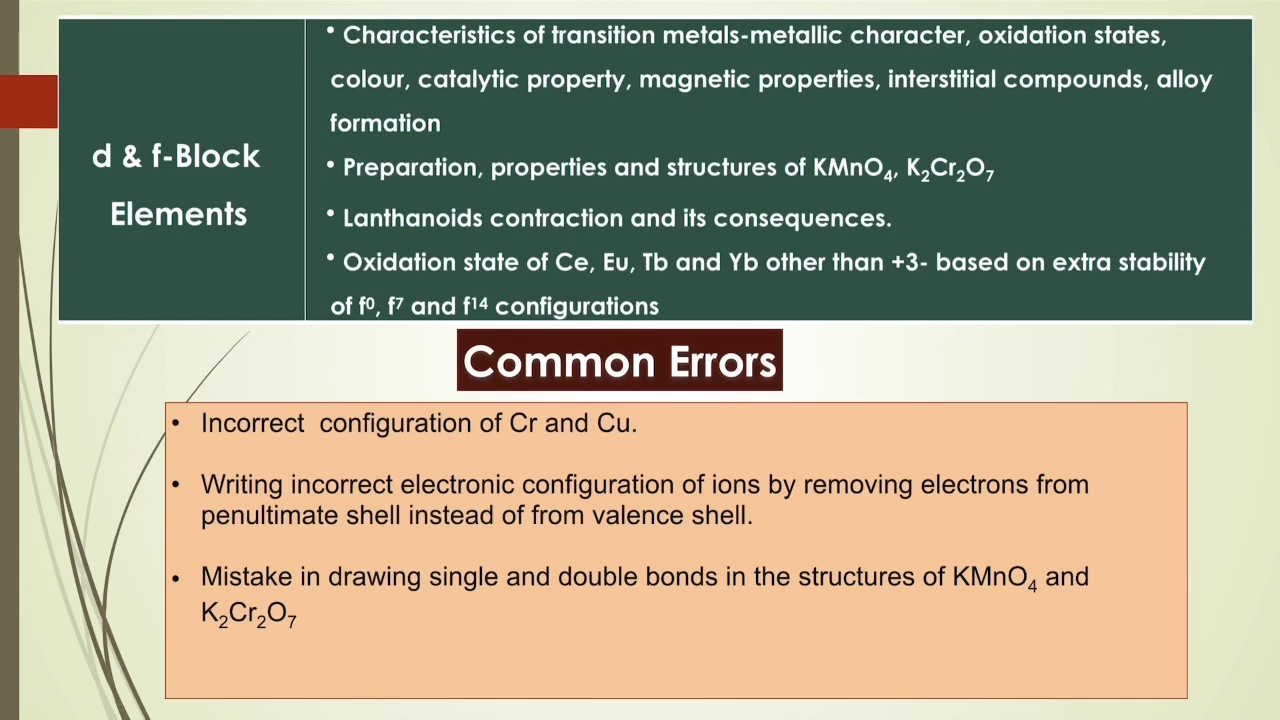 d & f-Block
Elements
• Characteristics of transition metals-metallic character, oxidation states,
colour, catalytic property, magnetic properties, interstitial compounds, alloy
formation
• Preparation, properties and structures of KMnO₄, K₂Cr₂O₇
• Lanthanoids contraction and its consequences.
• Oxidation state of Ce, Eu, Tb and Yb other than +3- based on extra stability
of f⁰, f⁷ and f¹⁴ configurations
Common Errors
• Incorrect  configuration of Cr and Cu.
• Writing incorrect electronic configuration of ions by removing electrons from
penultimate shell instead of from valence shell.
• Mistake in drawing single and double bonds in the structures of KMnO₄ and
K₂Cr₂O₇